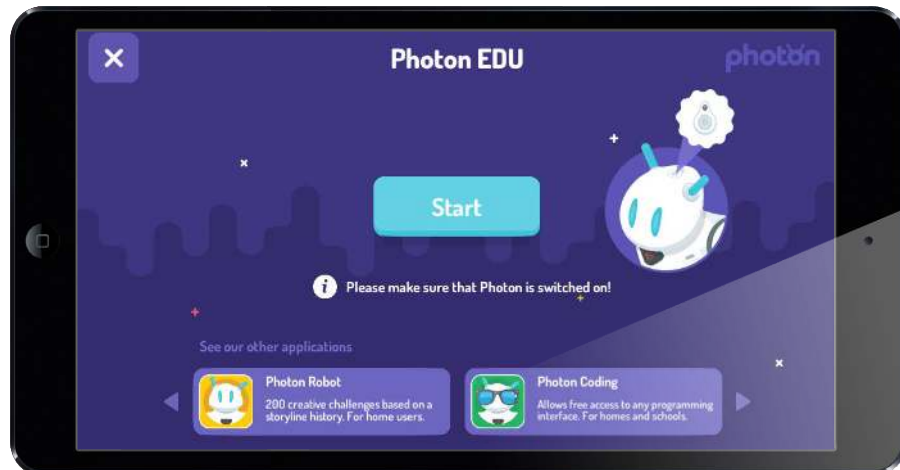 Photon EDU
photon
Start
i Please make sure that Photon is switched on!
See our other applications
Photon Robot
200 creative challenges based on a
storyline history. For home users.
Photon Coding
Allows free access to any programming
interface. For homes and schools.